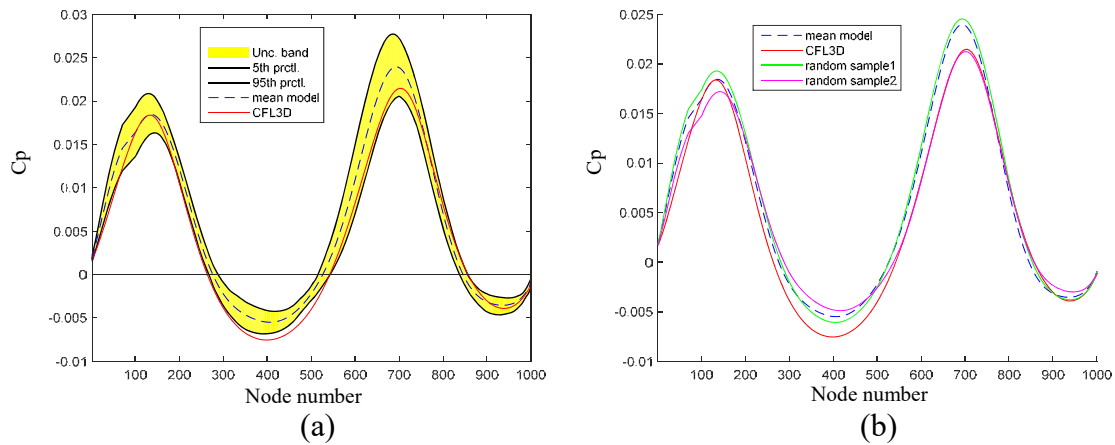 0.03
0.025
0.02
0.015
0.01
0.005
0
-0.005
-0.01
Cp
Unc. band
5th prctl.
95th prctl.
mean model
CFL3D
100 200 300 400 500 600 700 800 900 1000
Node number
(a)
0.025
0.02
0.015
0.01
0.005
0
-0.005
-0.01
Cp
mean model
CFL3D
random sample1
random sample2
100 200 300 400 500 600 700 800 900 1000
Node number
(b)